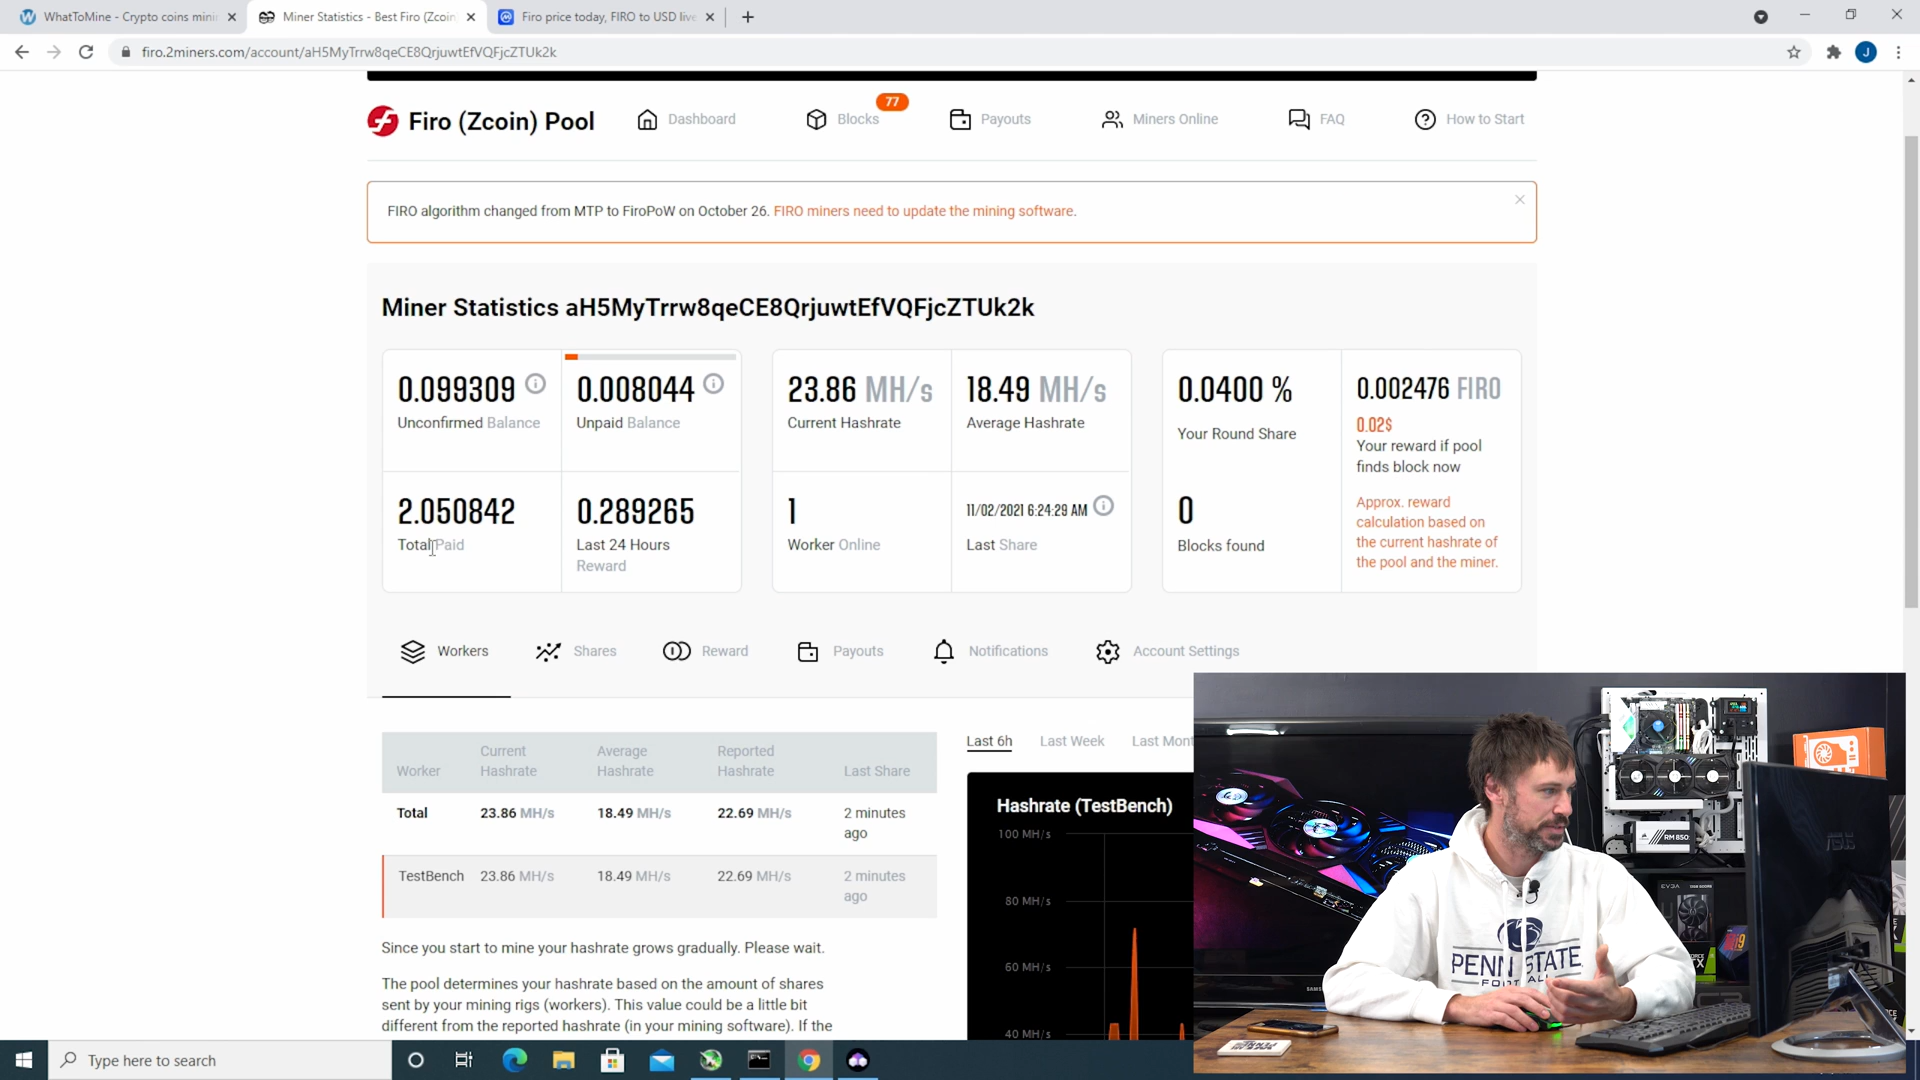 WhatToMine - Crypto coins mini
Miner Statistics - Best Firo (Zcoin
Firo price today, FIRO to USD live
firo.2miners.com/account/aH5MyTrrw8qeCE8QrjuwtEfVQFjcZTUk2k
J
Firo (Zcoin) Pool
Dashboard
Blocks
77
Payouts
Miners Online
FAQ
How to Start
FIRO algorithm changed from MTP to FiroPoW on October 26. FIRO miners need to update the mining software.
Miner Statistics aH5MyTrrw8qeCE8QrjuwtEfVQFjcZTUk2k
0.099309
Unconfirmed Balance
0.008044
Unpaid Balance
2.050842
Total Paid
0.289265
Last 24 Hours
Reward
23.86 MH/s
Current Hashrate
18.49 MH/s
Average Hashrate
1
Worker Online
11/02/2021 6:24:29 AM
Last Share
0.0400 %
Your Round Share
0
Blocks found
0.002476 FIRO
0.02$
Your reward if pool
finds block now
Approx. reward
calculation based on
the current hashrate of
the pool and the miner.
Workers
Shares
Reward
Payouts
Notifications
Account Settings
Worker
Current
Hashrate
Average
Hashrate
Reported
Hashrate
Last Share
Total 23.86 MH/s 18.49 MH/s 22.69 MH/s 2 minutes
ago
TestBench 23.86 MH/s 18.49 MH/s 22.69 MH/s 2 minutes
ago
Since you start to mine your hashrate grows gradually. Please wait.
The pool determines your hashrate based on the amount of shares
sent by your mining rigs (workers). This value could be a little bit
different from the reported hashrate (in your mining software). If the
Last 6h
Last Week
Last Mont
Hashrate (TestBench)
100 MH/s
80 MH/s
60 MH/s
40 MH/s
RM 850
EVGA
PENN STATE
FOOTBALL
Type here to search